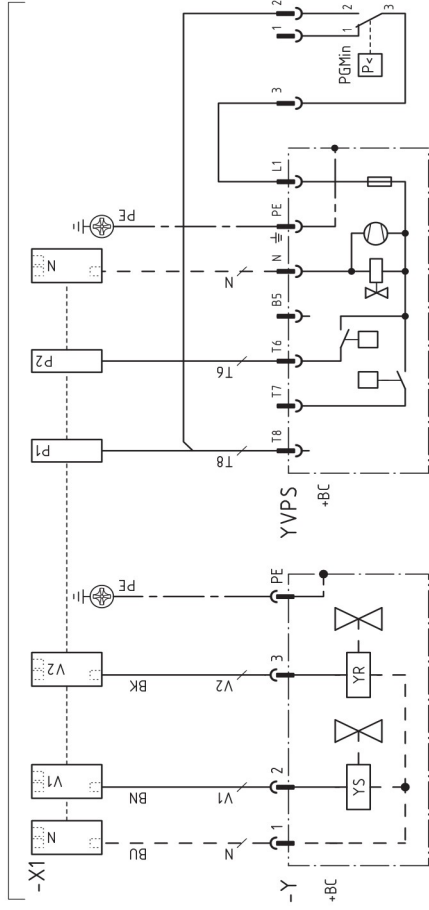 -X1
N
V1
V2
P1
P2
N
PE
PE
BU
BN
BK
N
V1
V2
T8
T6
N
1
2
3
PE
T8
T7
T6
B5
N
PE
L1
3
1
2
-Y
+BC
YS
YR
YVPS
+BC
PGMin
P<
1
2
3